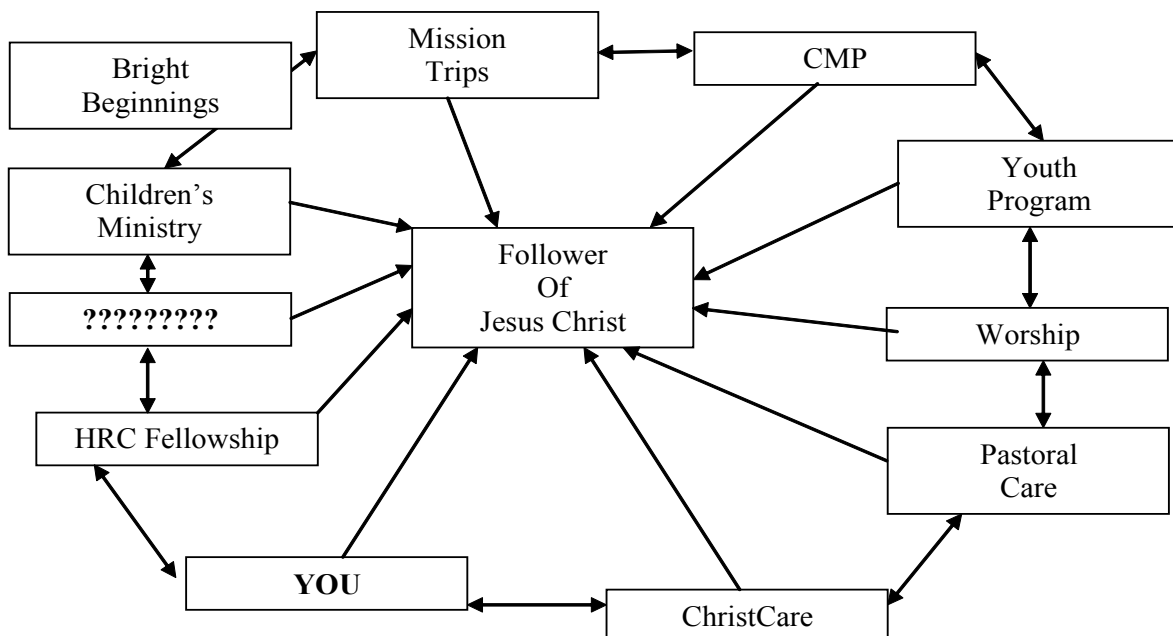 Mission
Trips
CMP
Bright
Beginnings
Youth
Program
Children’s
Ministry
Follower
Of
Jesus Christ
?????????
Worship
HRC Fellowship
Pastoral
Care
YOU
ChristCare